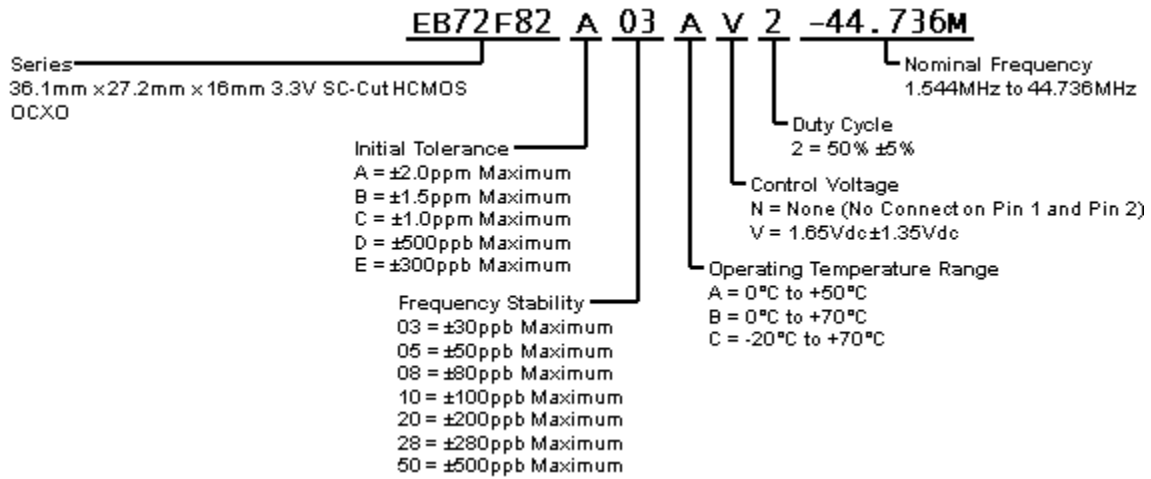 EB72F82 A 03 A V 2 -44.736M
Series
36.1mm x 27.2mm x 16mm 3.3V SC-Cut HCMOS
OCXO
Nominal Frequency
1.544MHz to 44.736MHz
Duty Cycle
2 = 50% ±5%
Initial Tolerance
A = ±2.0ppm Maximum
B = ±1.5ppm Maximum
C = ±1.0ppm Maximum
D = ±500ppb Maximum
E = ±300ppb Maximum
Control Voltage
N = None (No Connect on Pin 1 and Pin 2)
V = 1.65Vdc ±1.35Vdc
Operating Temperature Range
A = 0°C to +50°C
B = 0°C to +70°C
C = -20°C to +70°C
Frequency Stability
03 = ±30ppb Maximum
05 = ±50ppb Maximum
08 = ±80ppb Maximum
10 = ±100ppb Maximum
20 = ±200ppb Maximum
28 = ±280ppb Maximum
50 = ±500ppb Maximum